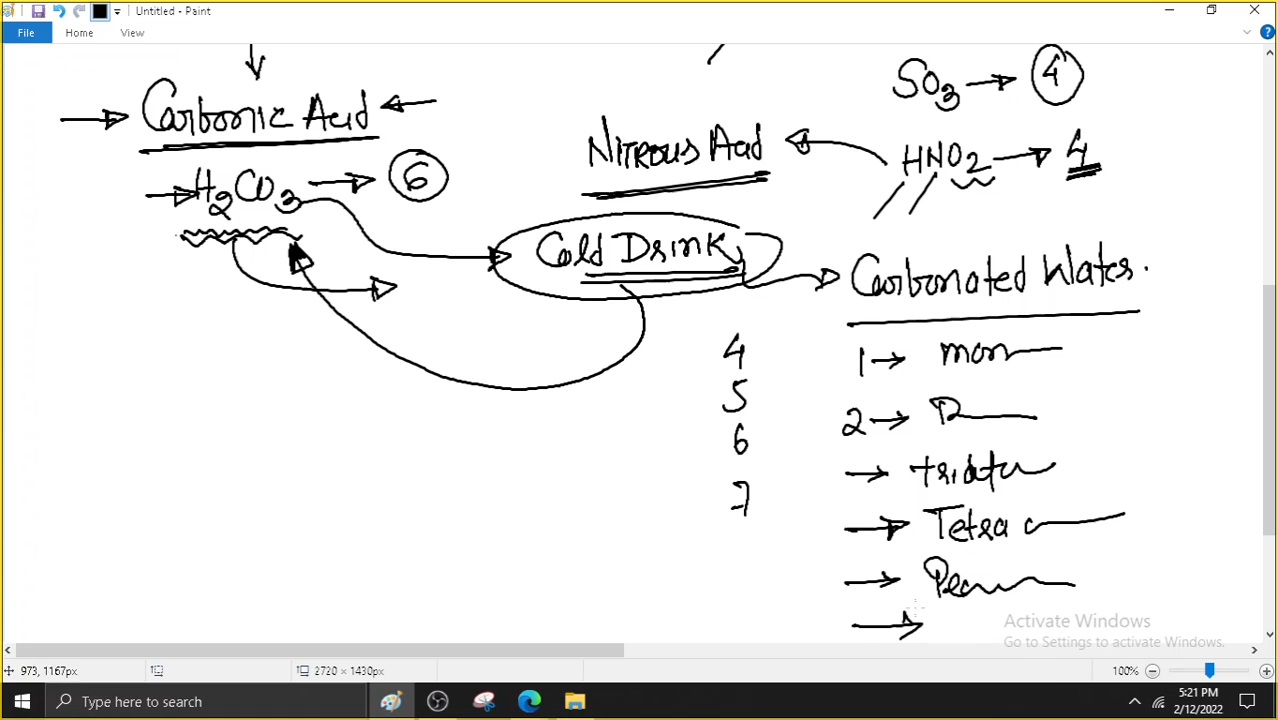 Untitled - Paint
File Home View
SO3 → 4
Carbonic Acid
NITROUS Acid
HNO2 → 4
H2CO3 → 6
Cold Drink
Carbonated Water.
4
5
6
7
1 → mon
2 → D
→ triato
→ Tetra
→
→
Activate Windows
Go to Settings to activate Windows.
973, 1167px
2720 × 1430px
100%
Type here to search
5:21 PM
2/12/2022